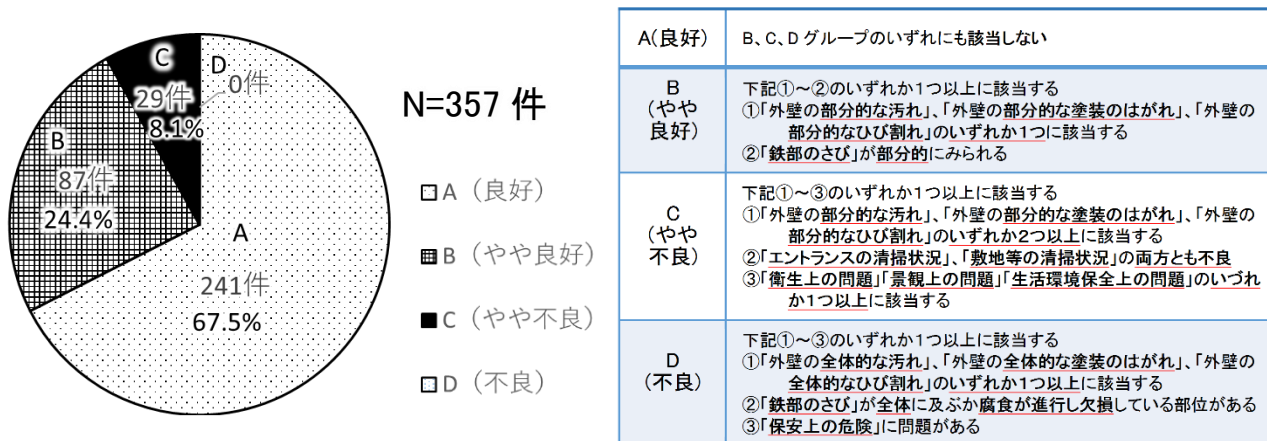 C
29件
8.1%
D
0件
B
87件
24.4%
A
241件
67.5%
N=357 件
A（良好）
B（やや良好）
C（やや不良）
D（不良）
A(良好)
B、C、D グループのいずれにも該当しない
B
(やや
良好)
下記①～②のいずれか1つ以上に該当する
①「外壁の部分的な汚れ」、「外壁の部分的な塗装のはがれ」、「外壁の
部分的なひび割れ」のいずれか1つに該当する
②「鉄部のさび」が部分的にみられる
C
(やや
不良)
下記①～③のいずれか1つ以上に該当する
①「外壁の部分的な汚れ」、「外壁の部分的な塗装のはがれ」、「外壁の
部分的なひび割れ」のいずれか2つ以上に該当する
②「エントランスの清掃状況」、「敷地等の清掃状況」の両方とも不良
③「衛生上の問題」「景観上の問題」「生活環境保全上の問題」のいづれ
か1つ以上に該当する
D
(不良)
下記①～③のいずれか1つ以上に該当する
①「外壁の全体的な汚れ」、「外壁の全体的な塗装のはがれ」、「外壁の
全体的なひび割れ」のいずれか1つ以上に該当する
②「鉄部のさび」が全体に及ぶか腐食が進行し欠損している部位がある
③「保安上の危険」に問題がある